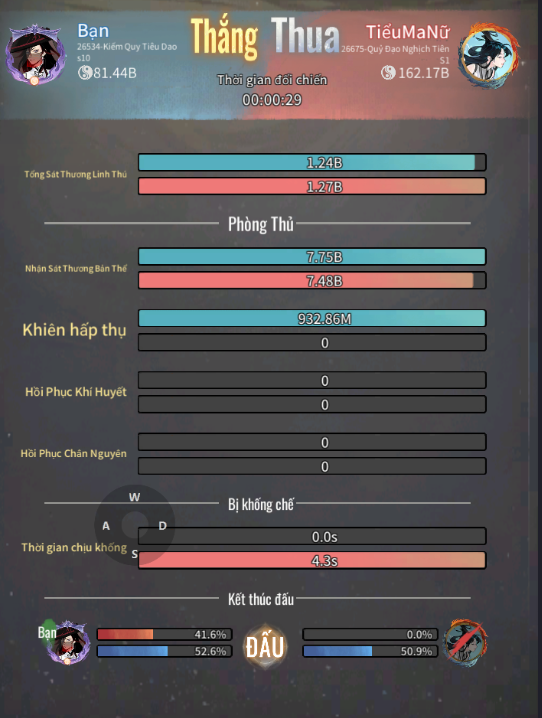 Bạn
26534-Kiếm Quy Tiêu Dao
s10
81.44B
Thắng
Thua
TiểuMaNữ
26675-Quỷ Đạo Nghịch Tiên
S1
162.17B
Thời gian đối chiến
00:00:29
Tổng Sát Thương Linh Thú
1.24B
1.27B
Phòng Thủ
Nhận Sát Thương Bản Thể
7.75B
7.48B
Khiên hấp thụ
932.86M
0
Hồi Phục Khí Huyết
0
0
Hồi Phục Chân Nguyên
0
0
Bị khống chế
W
A
D
S
Thời gian chịu khống
0.0s
4.3s
Kết thúc đấu
Bạn
41.6%
52.6%
ĐẤU
0.0%
50.9%